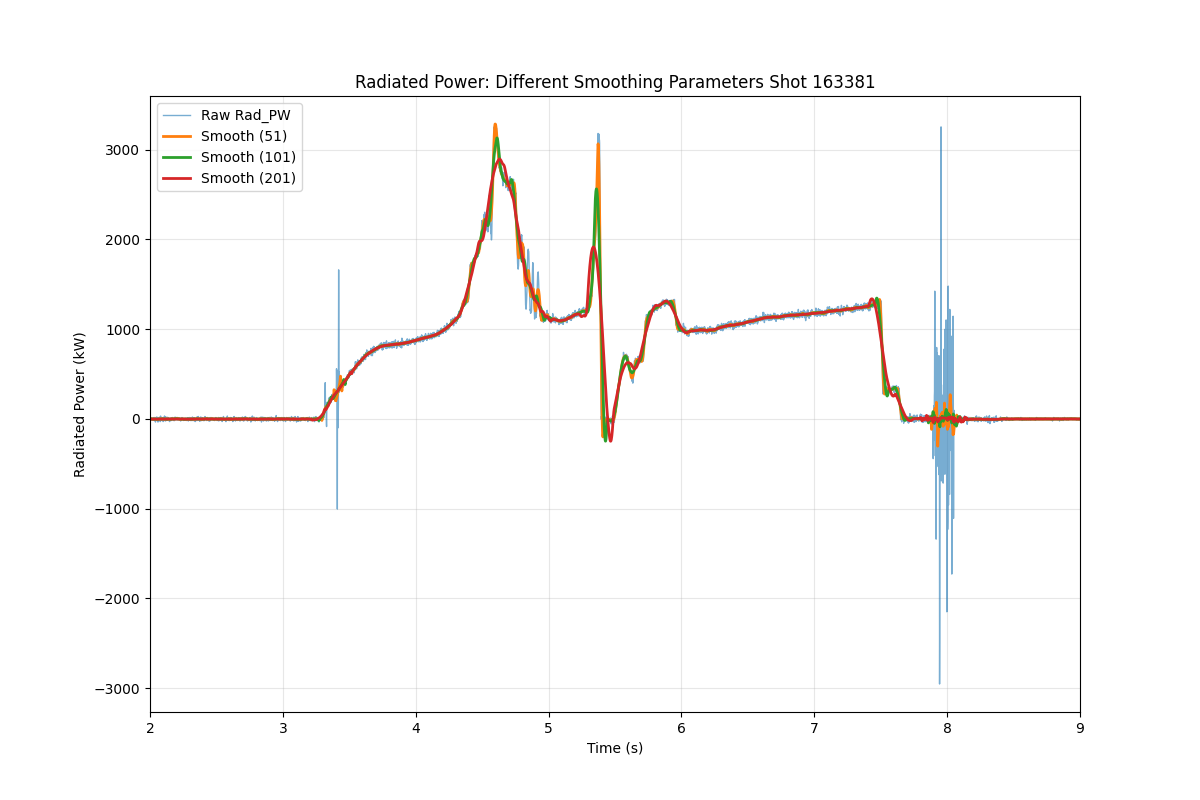 Radiated Power: Different Smoothing Parameters Shot 163381
Raw Rad_PW
Smooth (51)
Smooth (101)
Smooth (201)
Radiated Power (kW)
3000
2000
1000
0
−1000
−2000
−3000
2 3 4 5 6 7 8 9
Time (s)